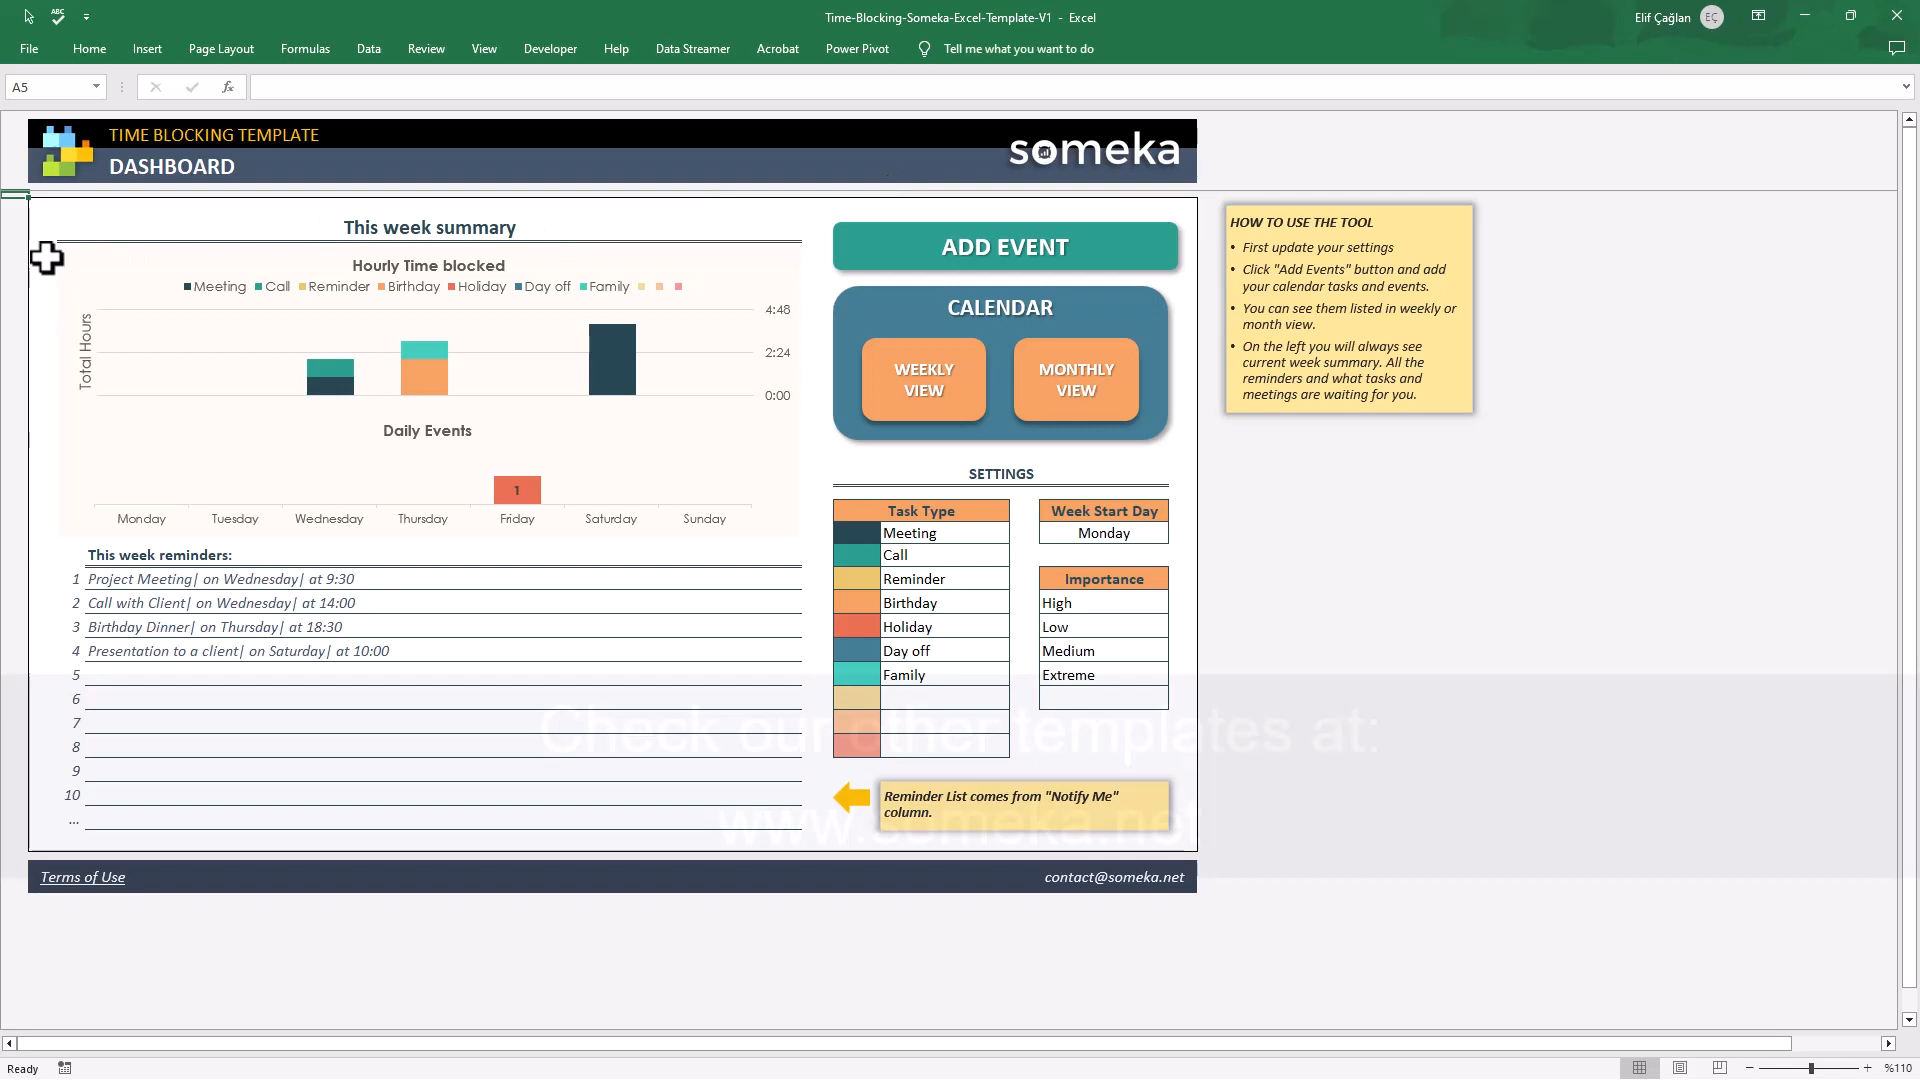 ABC
Time-Blocking-Someka-Excel-Template-V1 - Excel
Elif Çağlan
EÇ
File
Home
Insert
Page Layout
Formulas
Data
Review
View
Developer
Help
Data Streamer
Acrobat
Power Pivot
Tell me what you want to do
A5
fx
TIME BLOCKING TEMPLATE
DASHBOARD
someka
This week summary
Hourly Time blocked
Meeting
Call
Reminder
Birthday
Holiday
Day off
Family
Total Hours
4:48
2:24
0:00
Daily Events
1
Monday
Tuesday
Wednesday
Thursday
Friday
Saturday
Sunday
This week reminders:
1 Project Meeting| on Wednesday| at 9:30
2 Call with Client| on Wednesday| at 14:00
3 Birthday Dinner| on Thursday| at 18:30
4 Presentation to a client| on Saturday| at 10:00
5
6
7
8
9
10
...
ADD EVENT
CALENDAR
WEEKLY
VIEW
MONTHLY
VIEW
SETTINGS
Task Type
Meeting
Call
Reminder
Birthday
Holiday
Day off
Family
Week Start Day
Monday
Importance
High
Low
Medium
Extreme
Reminder List comes from "Notify Me"
column.
HOW TO USE THE TOOL
• First update your settings
• Click "Add Events" button and add
your calendar tasks and events.
• You can see them listed in weekly or
month view.
• On the left you will always see
current week summary. All the
reminders and what tasks and
meetings are waiting for you.
Check our other templates at:
www.someka.net
Terms of Use
contact@someka.net
Ready
%110